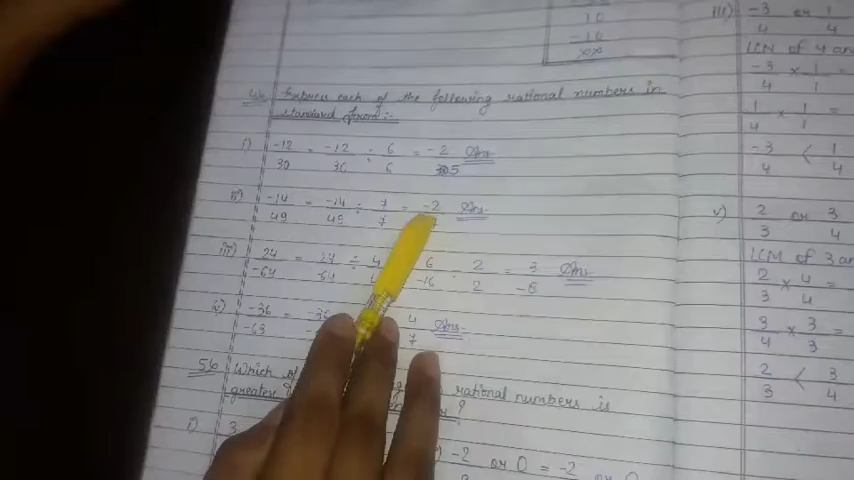 10
-10
xx
Express each of the following rational numbers in
standard from :-
i) -12/30 = -12/30 ÷ 6/6 = -2/5 Ans
ii) -14/49 = -14/49 ÷ 7/7 = -2 Ans
iii) 24/-64 = 24/-64 ÷ 4 6/-16 ÷ 2/2 = 3/-8 Ans
iv) -36/-63 = -36 4/7 Ans
5Q Which of rational numbers is
greater ?
i) 3
-2 or 0 = -2 or 0
iii) -3/4 or 1/4
LCM of 4 an
-3/4 × 1/1 =
1/4 × 1/1 =
-3/4 < 1/4
v) 2/3 or 3/4
LCM of 3 an
2/3 × 4/4 =
3/4 × 3/3 =
2/3 < 3/4